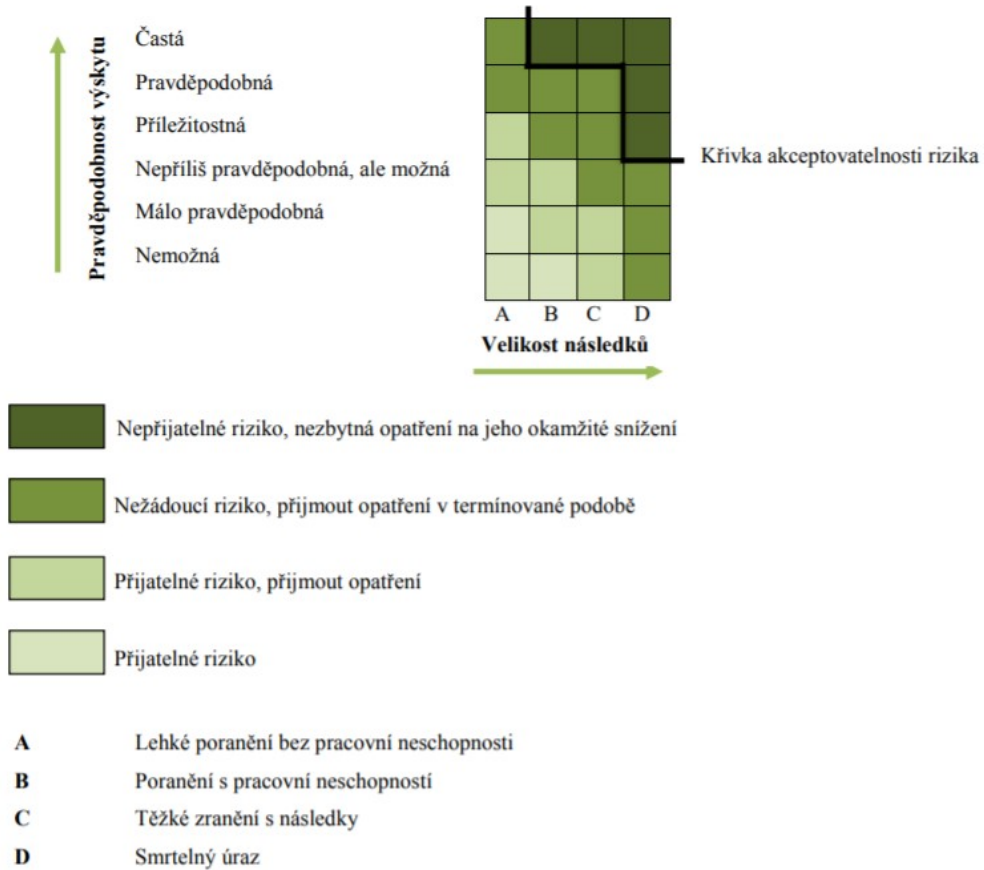 Pravděpodobnost výskytu
Častá
Pravděpodobná
Příležitostná
Nepříliš pravděpodobná, ale možná
Málo pravděpodobná
Nemožná
Křivka akceptovatelnosti rizika
A B C D
Velikost následků
Nepřijatelné riziko, nezbytná opatření na jeho okamžité snížení
Nežádoucí riziko, přijmout opatření v termínované podobě
Přijatelné riziko, přijmout opatření
Přijatelné riziko
A Lehké poranění bez pracovní neschopnosti
B Poranění s pracovní neschopností
C Těžké zranění s následky
D Smrtelný úraz